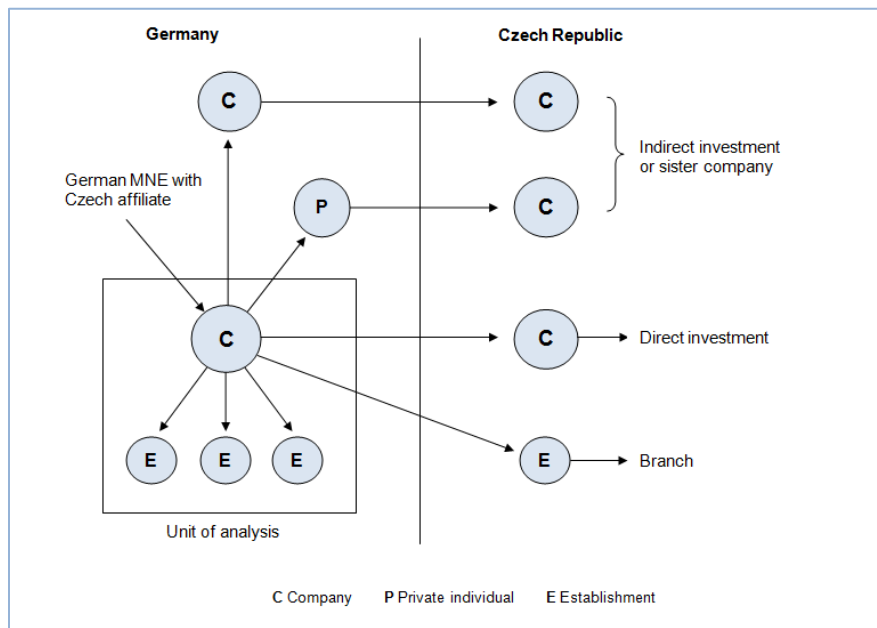 Germany
Czech Republic
C
C
Indirect investment
or sister company
German MNE with
Czech affiliate
P
C
C
C
Direct investment
E
E
E
E
Branch
Unit of analysis
C Company
P Private individual
E Establishment